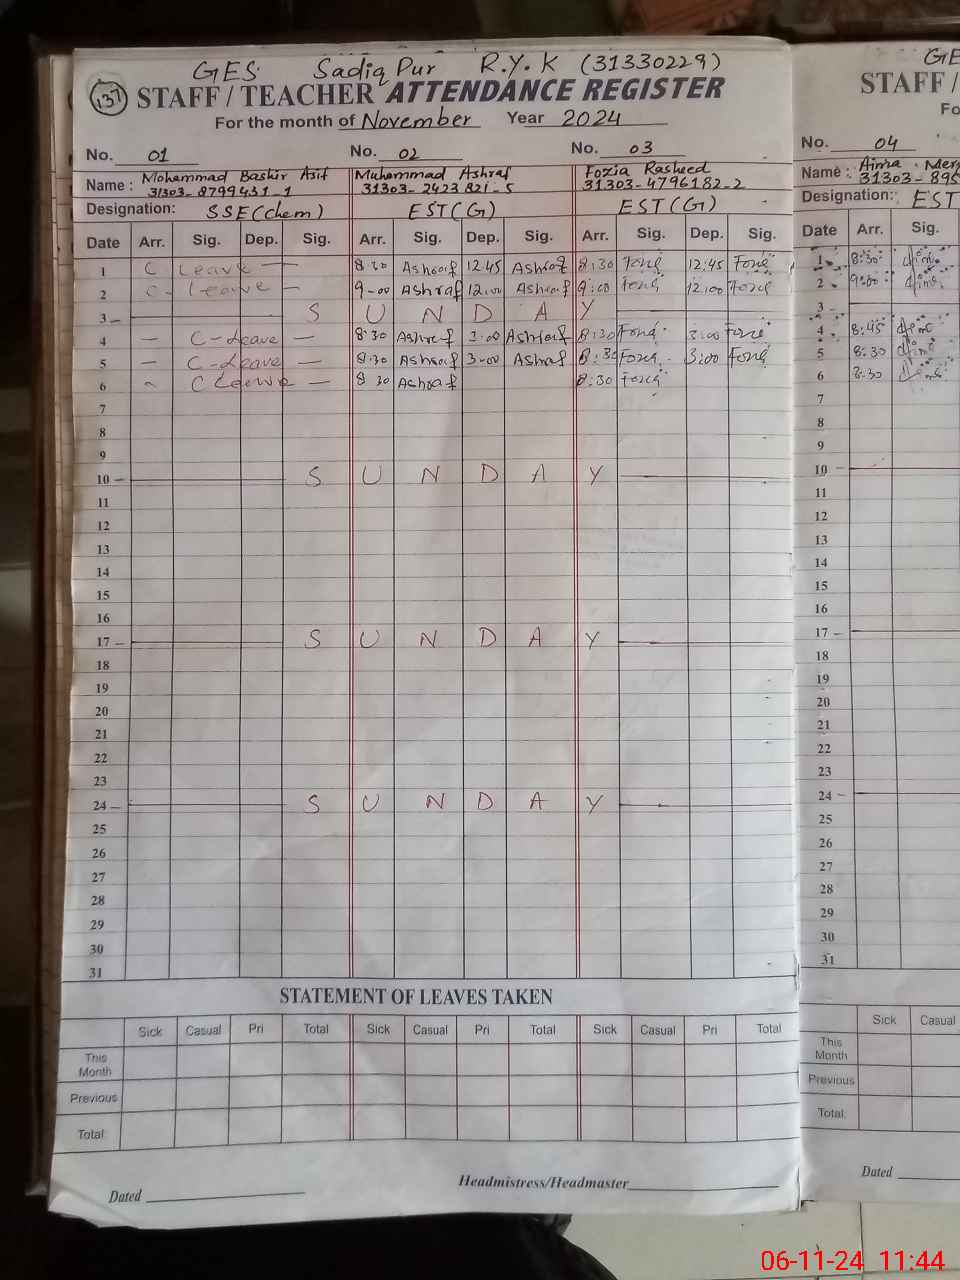 GES Sadiq Pur R.Y.K (31330229)
137
STAFF / TEACHER ATTENDANCE REGISTER
For the month of November Year 2024
No. 01 No. 02 No. 03
Name : Mohammad Bashir Asif Muhammad Ashraf Fozia Rasheed
31303-8799431-1 31303-2423821-5 31303-4796182-2
Designation: SSE(Chem) EST(G) EST(G)
Date Arr. Sig. Dep. Sig. Arr. Sig. Dep. Sig. Arr. Sig. Dep. Sig.
1 C Leave 8:30 Ashraf 12:45 Ashraf 8:30 12:45
2 C-Leave 9-00 Ashraf 12:00 Ashraf 9:00 12:00
3 S U N D A Y
4 — C-Leave — 8:30 Ashraf 3:00 Ashraf 8:30 3:00
5 — C-Leave — 8:30 Ashraf 3-00 Ashraf 8:30 3:00
6 C Leave — 8 30 Ashraf 8:30
7
8
9
10 S U N D A Y
11
12
13
14
15
16
17 S U N D A Y
18
19
20
21
22
23
24 S U N D A Y
25
26
27
28
29
30
31
STATEMENT OF LEAVES TAKEN
Sick Casual Pri Total Sick Casual Pri Total Sick Casual Pri Total
This Month
Previous
Total:
Dated Headmistress/Headmaster
GE
STAFF /
Fo
No. 04
Name : Aima
31303-895
Designation: EST
Date Arr. Sig.
1 8:30
2 9:00
3
4 8:45
5 8:30
6 8:30
7
8
9
10
11
12
13
14
15
16
17
18
19
20
21
22
23
24
25
26
27
28
29
30
31
Sick Casual
This Month
Previous
Total:
Dated
06-11-24 11:44